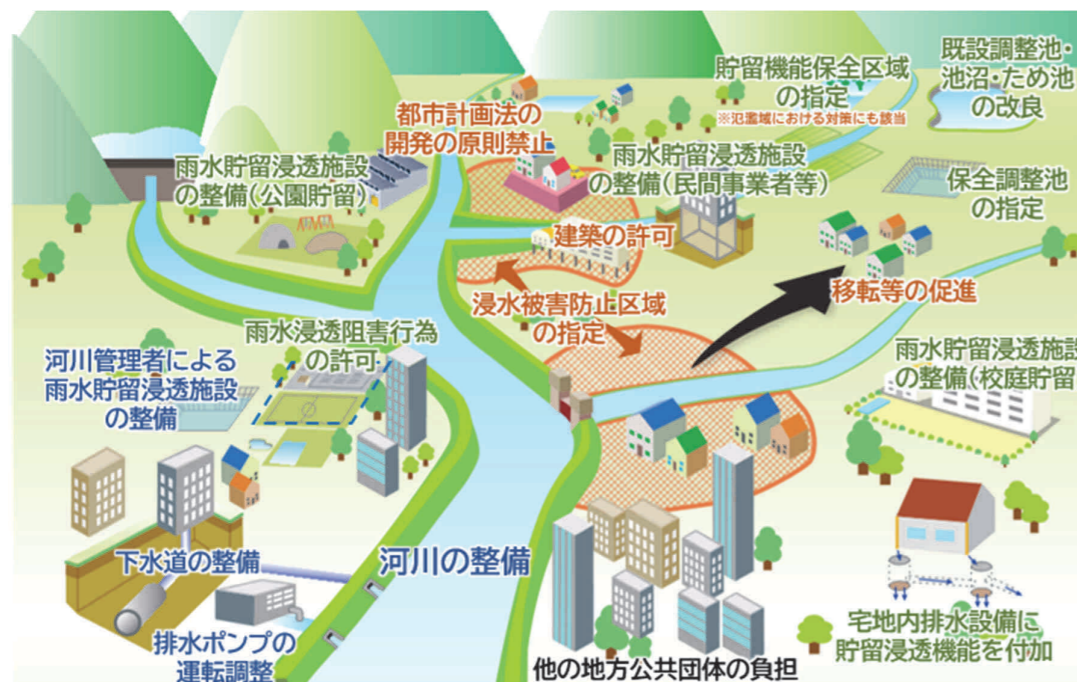 貯留機能保全区域
の指定
※氾濫域における対策にも該当
既設調整池・
池沼・ため池
の改良
都市計画法の
開発の原則禁止
雨水貯留浸透施設
の整備(公園貯留)
雨水貯留浸透施設
の整備(民間事業者等)
保全調整池
の指定
建築の許可
浸水被害防止区域
の指定
移転等の促進
雨水浸透阻害行為
の許可
河川管理者による
雨水貯留浸透施設
の整備
雨水貯留浸透施設
の整備(校庭貯留
下水道の整備
河川の整備
排水ポンプの
運転調整
他の地方公共団体の負担
宅地内排水設備に
貯留浸透機能を付加